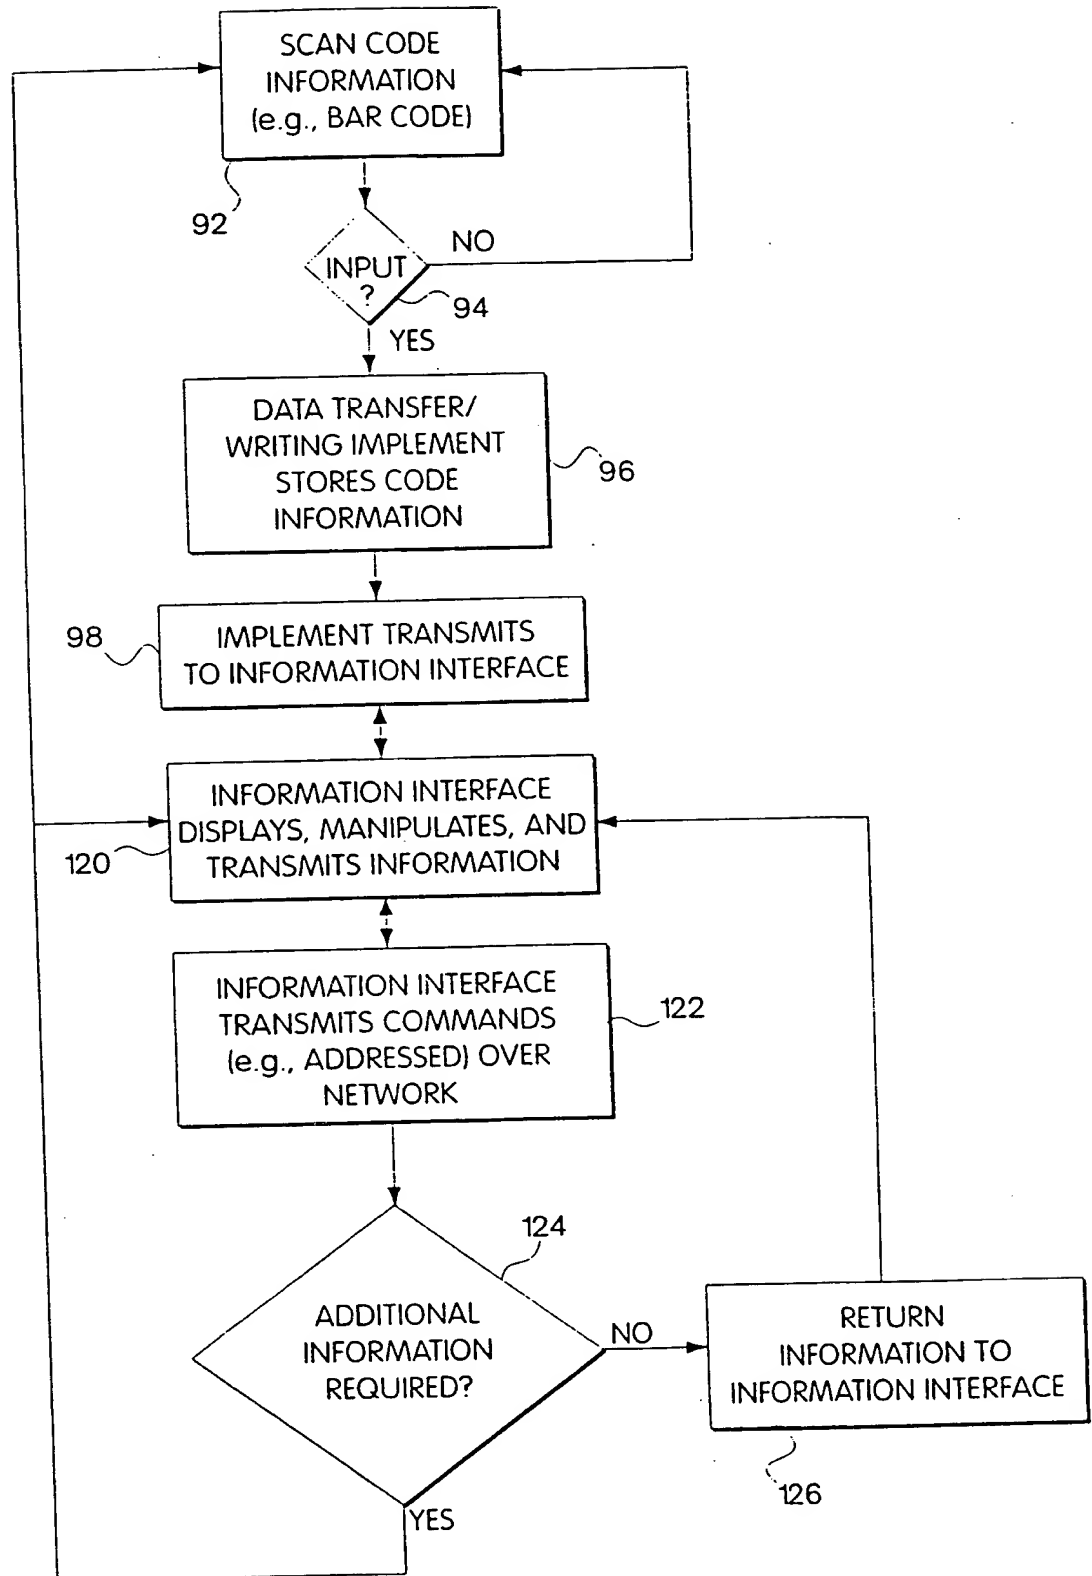 SCAN CODE
INFORMATION
(e.g., BAR CODE)
92
NO
INPUT
?
94
YES
DATA TRANSFER/
WRITING IMPLEMENT
STORES CODE
INFORMATION
96
98
IMPLEMENT TRANSMITS
TO INFORMATION INTERFACE
INFORMATION INTERFACE
DISPLAYS, MANIPULATES, AND
TRANSMITS INFORMATION
120
INFORMATION INTERFACE
TRANSMITS COMMANDS
(e.g., ADDRESSED) OVER
NETWORK
122
124
ADDITIONAL
INFORMATION
REQUIRED?
NO
RETURN
INFORMATION TO
INFORMATION INTERFACE
126
YES